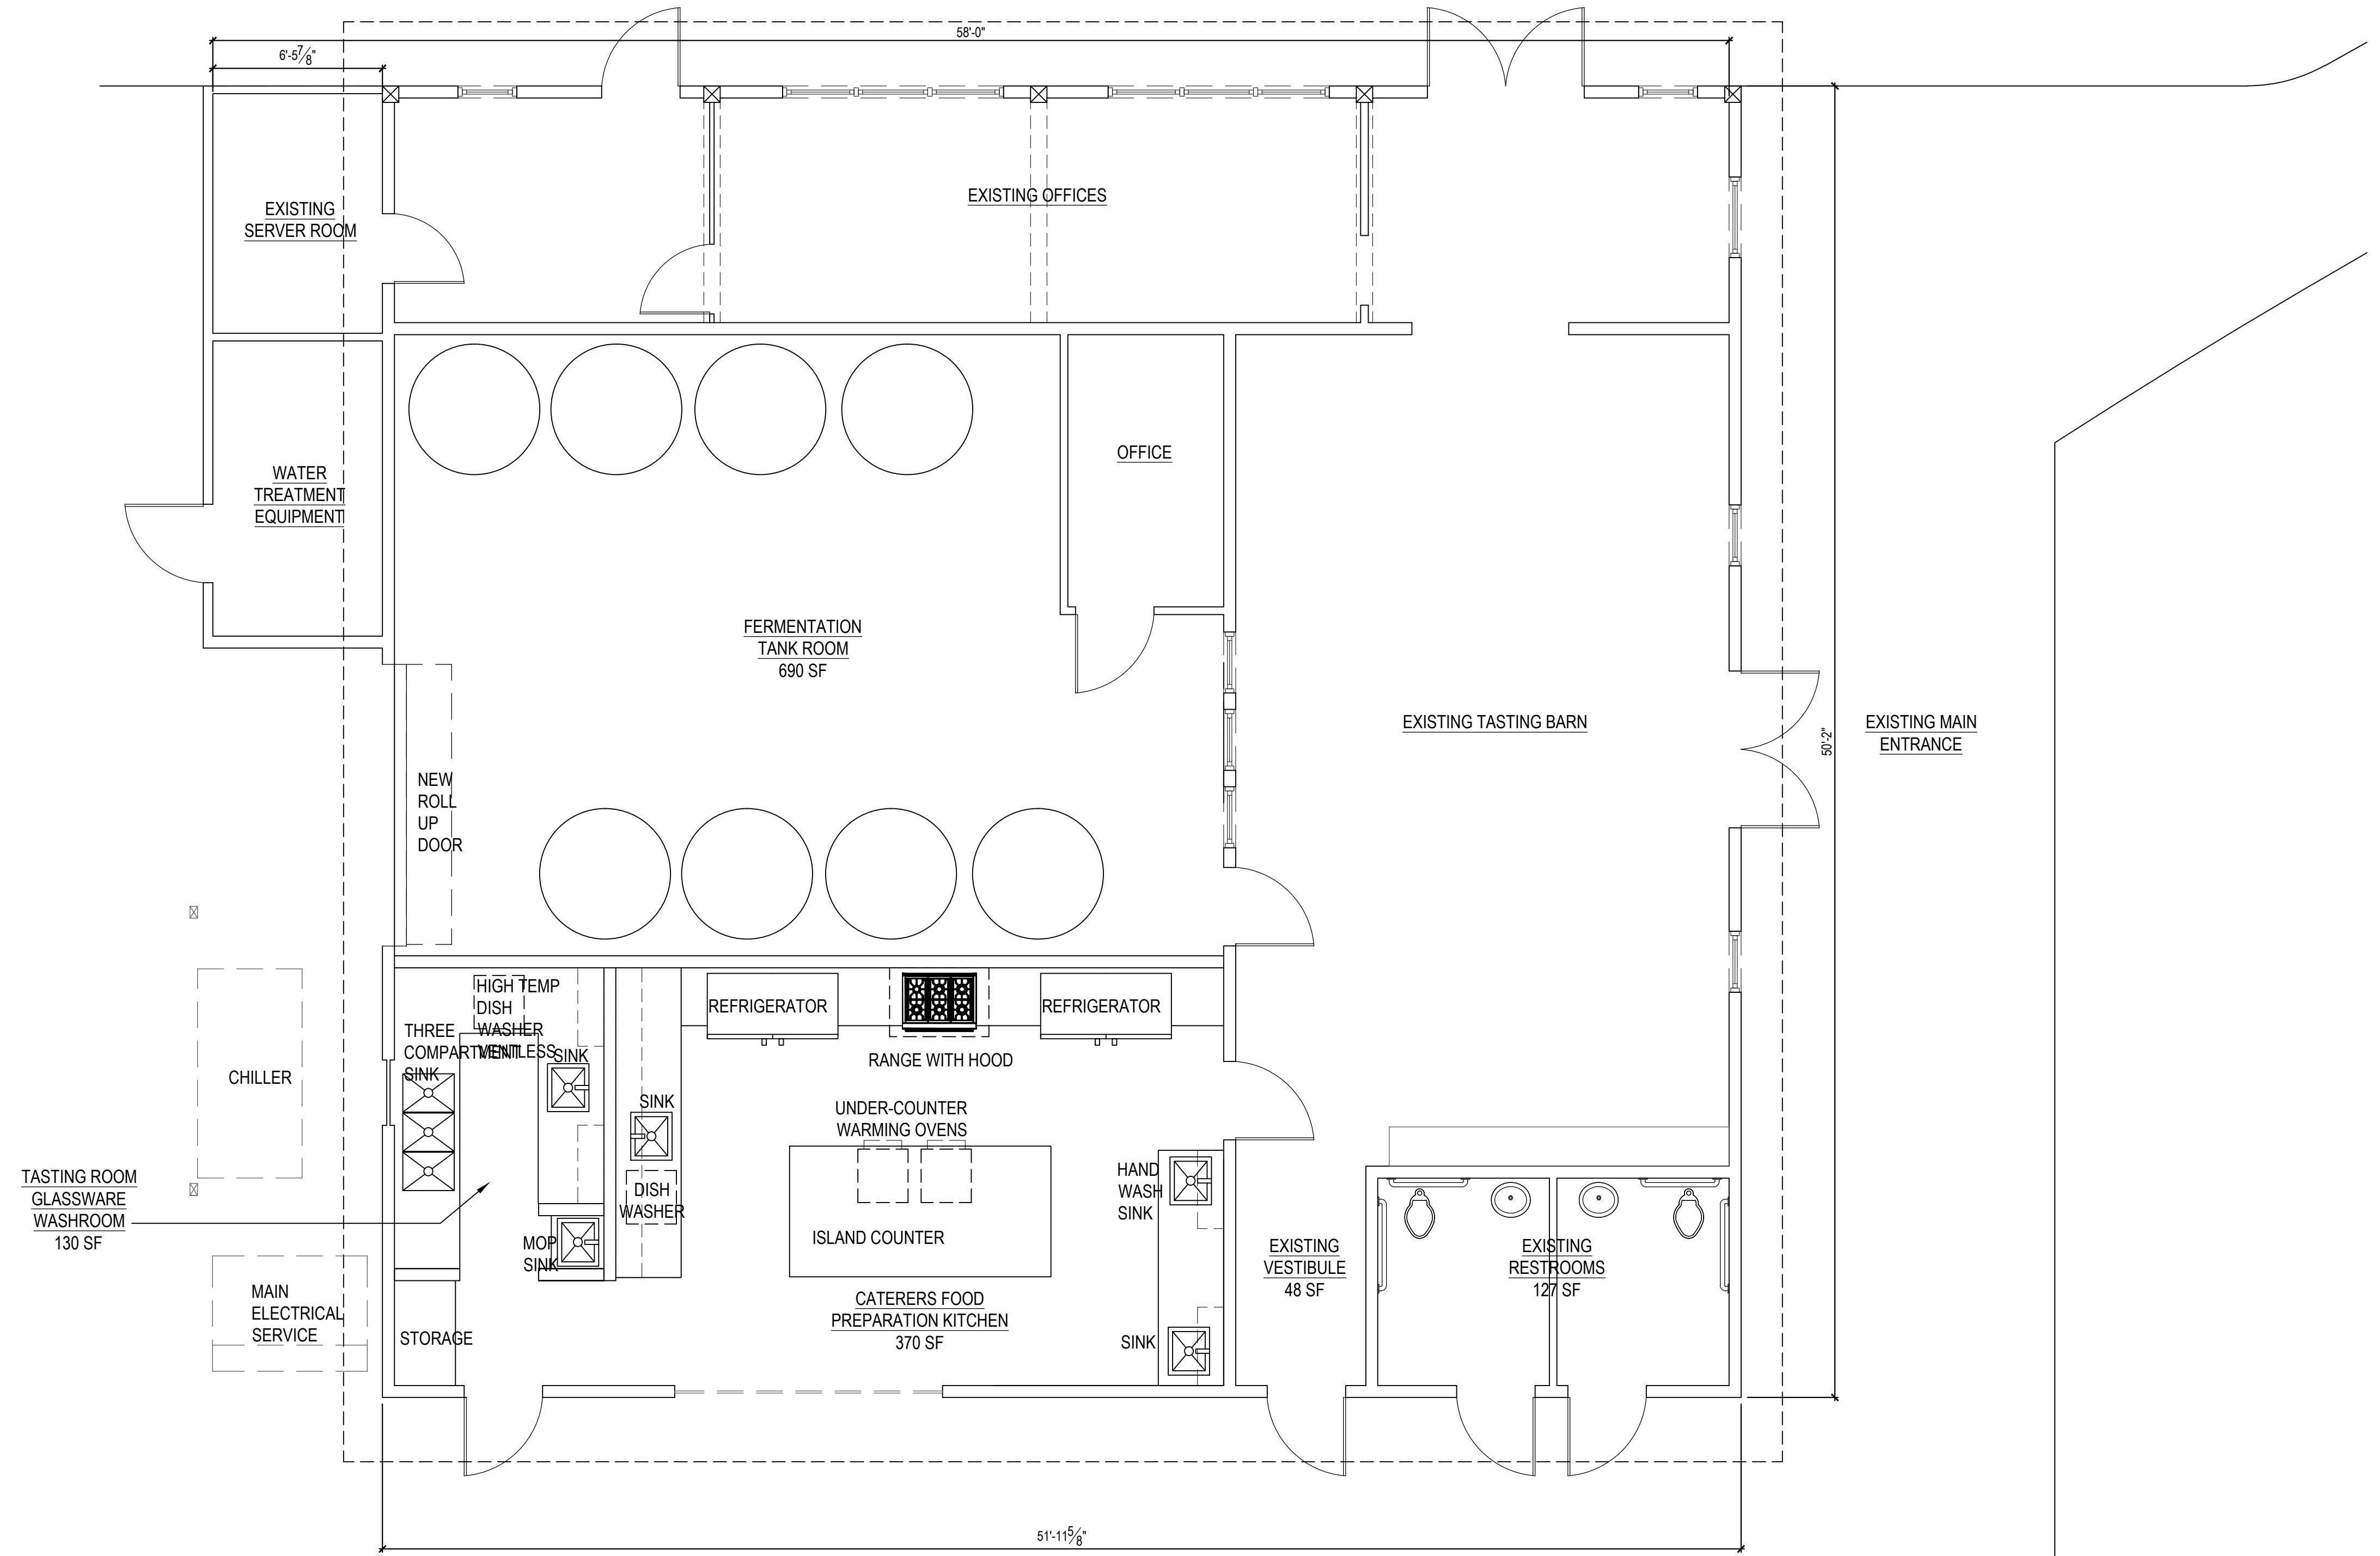 58'-0"
6'-5 7/8"
EXISTING
SERVER ROOM
EXISTING OFFICES
WATER
TREATMENT
EQUIPMENT
OFFICE
FERMENTATION
TANK ROOM
690 SF
EXISTING TASTING BARN
50'-2"
EXISTING MAIN
ENTRANCE
NEW
ROLL
UP
DOOR
HIGH TEMP
DISH
WASHER
VENTLESS
THREE
COMPARTMENT
SINK
SINK
REFRIGERATOR
REFRIGERATOR
RANGE WITH HOOD
CHILLER
SINK
UNDER-COUNTER
WARMING OVENS
TASTING ROOM
GLASSWARE
WASHROOM
130 SF
DISH
WASHER
HAND
WASH
SINK
ISLAND COUNTER
MOP
SINK
EXISTING
VESTIBULE
48 SF
EXISTING
RESTROOMS
127 SF
MAIN
ELECTRICAL
SERVICE
STORAGE
CATERERS FOOD
PREPARATION KITCHEN
370 SF
SINK
51'-11 5/8"